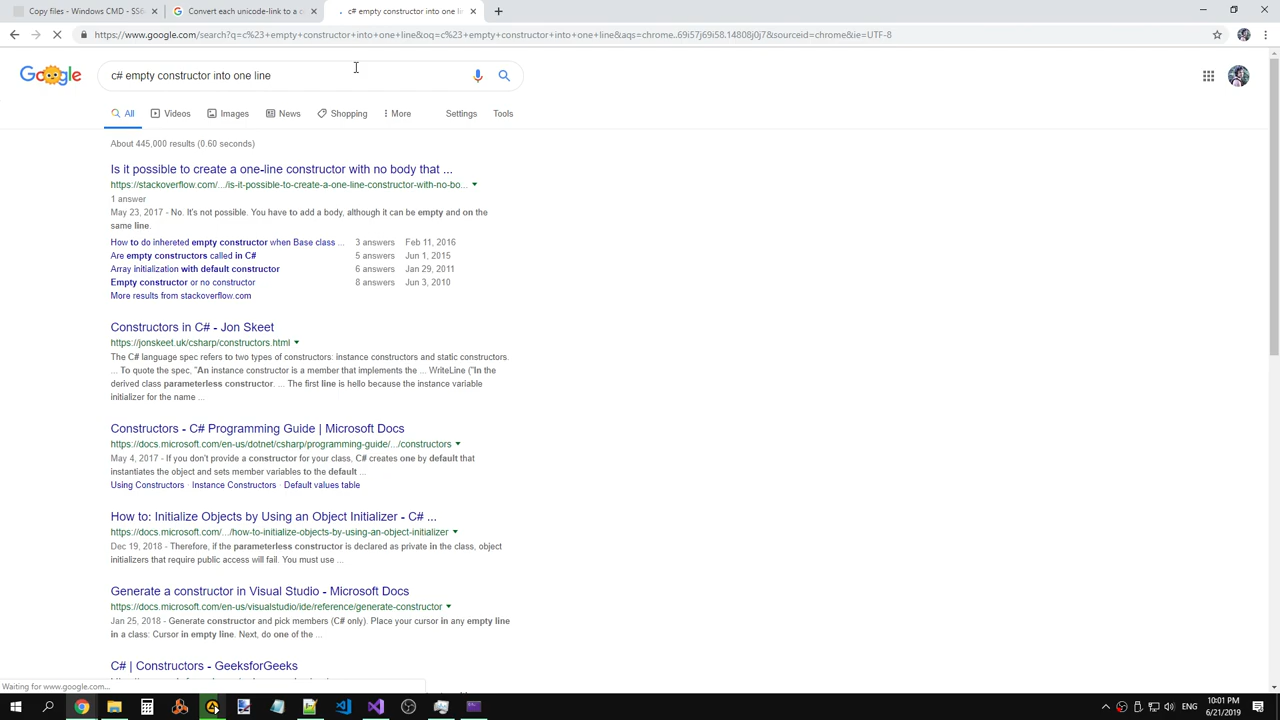 Copy files - Windows CMD - SS6
Convert each unicode-link to a c
c# empty constructor into one lin
https://www.google.com/search?q=c%23+empty+constructor+into+one+line&oq=c%23+empty+constructor+into+one+line&aqs=chrome..69i57j69i58.14808j0j7&sourceid=chrome&ie=UTF-8
Google
c# empty constructor into one line
All
Videos
Images
News
Shopping
More
Settings
Tools
About 445,000 results (0.60 seconds)
Is it possible to create a one-line constructor with no body that ...
https://stackoverflow.com/.../is-it-possible-to-create-a-one-line-constructor-with-no-bo...
1 answer
May 23, 2017 - No. It's not possible. You have to add a body, although it can be empty and on the
same line.
How to do inhereted empty constructor when Base class ... 3 answers Feb 11, 2016
Are empty constructors called in C# 5 answers Jun 1, 2015
Array initialization with default constructor 6 answers Jan 29, 2011
Empty constructor or no constructor 8 answers Jun 3, 2010
More results from stackoverflow.com
Constructors in C# - Jon Skeet
https://jonskeet.uk/csharp/constructors.html
The C# language spec refers to two types of constructors: instance constructors and static constructors.
... To quote the spec, "An instance constructor is a member that implements the ... WriteLine ("In the
derived class parameterless constructor. ... The first line is hello because the instance variable
initializer for the name ...
Constructors - C# Programming Guide | Microsoft Docs
https://docs.microsoft.com/en-us/dotnet/csharp/programming-guide/.../constructors
May 4, 2017 - If you don't provide a constructor for your class, C# creates one by default that
instantiates the object and sets member variables to the default ...
Using Constructors · Instance Constructors · Default values table
How to: Initialize Objects by Using an Object Initializer - C# ...
https://docs.microsoft.com/.../how-to-initialize-objects-by-using-an-object-initializer
Dec 19, 2018 - Therefore, if the parameterless constructor is declared as private in the class, object
initializers that require public access will fail. You must use ...
Generate a constructor in Visual Studio - Microsoft Docs
https://docs.microsoft.com/en-us/visualstudio/ide/reference/generate-constructor
Jan 25, 2018 - Generate constructor and pick members (C# only). Place your cursor in any empty line
in a class: Cursor in empty line. Next, do one of the ...
C# | Constructors - GeeksforGeeks
Waiting for www.google.com...
ENG
10:01 PM
6/21/2019